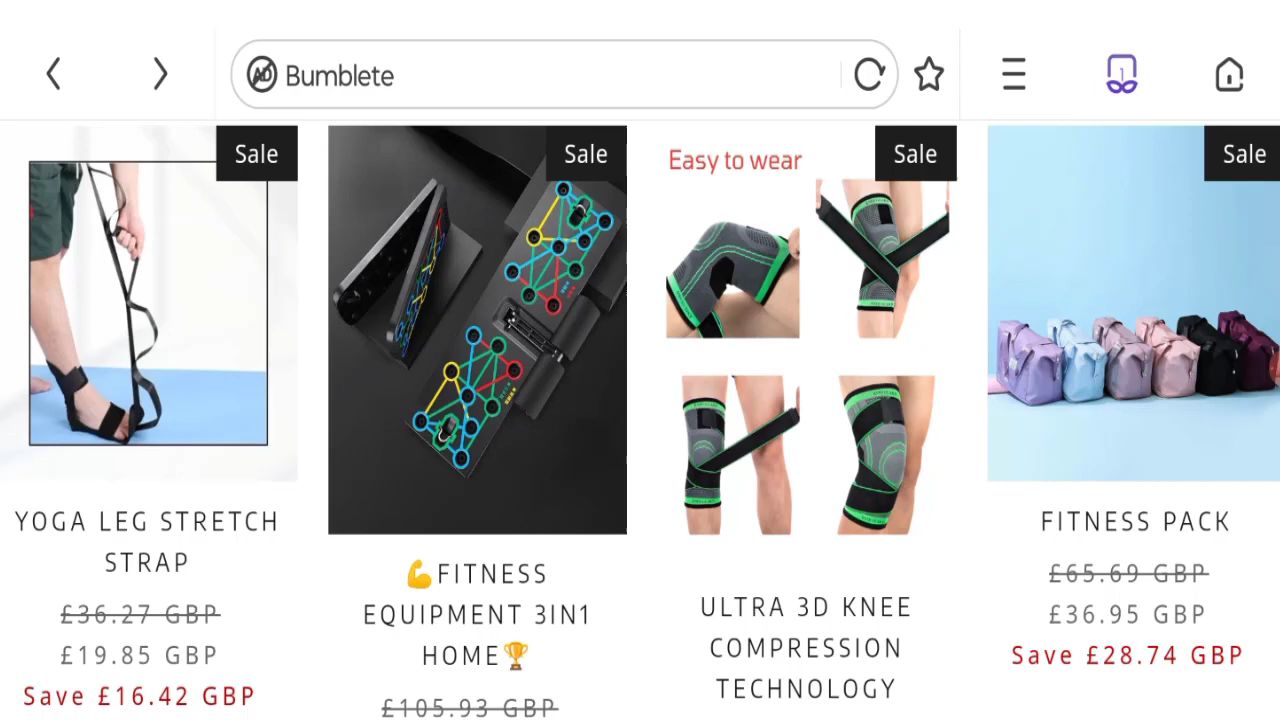 Bumblete
Sale
YOGA LEG STRETCH
STRAP
£36.27 GBP
£19.85 GBP
Save £16.42 GBP
Sale
💪FITNESS
EQUIPMENT 3IN1
HOME🏆
£105.93 GBP
Easy to wear
Sale
ULTRA 3D KNEE
COMPRESSION
TECHNOLOGY
Sale
FITNESS PACK
£65.69 GBP
£36.95 GBP
Save £28.74 GBP